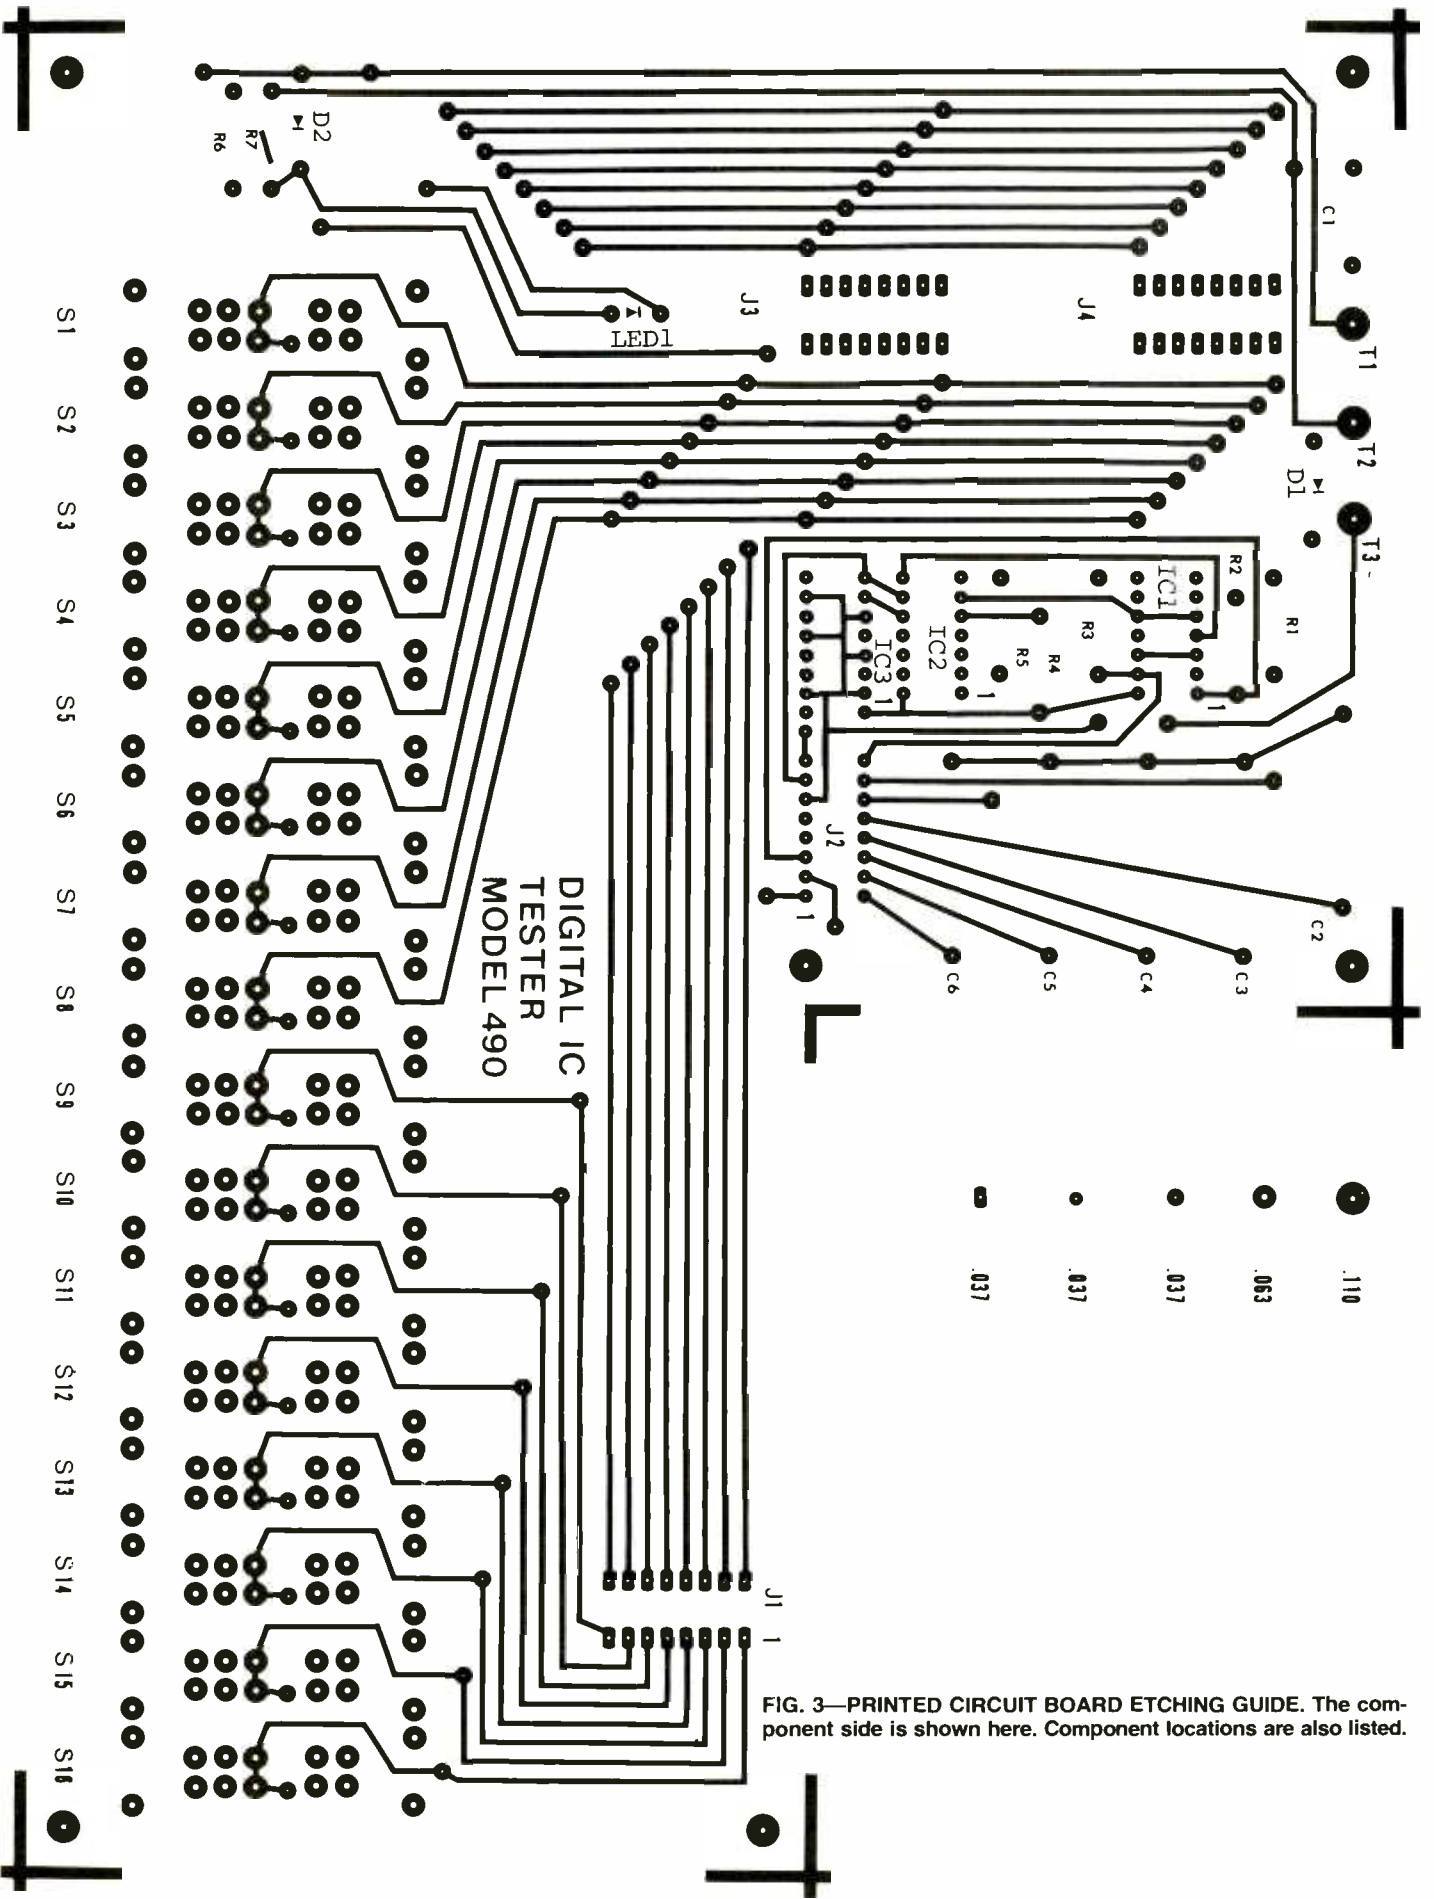 D2
R7
R6
C1
J3
J4
LED1
T1
T2
D1
T3
S1
S2
S3
S4
S5
S6
S7
S8
S9
S10
S11
S12
S13
S14
S15
S16
R2
IC1
R1
R3
IC2
R4
R5
IC3
1
1
1
J2
1
C2
C3
C4
C5
C6
DIGITAL IC
TESTER
MODEL 490
.037
.037
.037
.063
.110
J1
1
FIG. 3—PRINTED CIRCUIT BOARD ETCHING GUIDE. The com-
ponent side is shown here. Component locations are also listed.